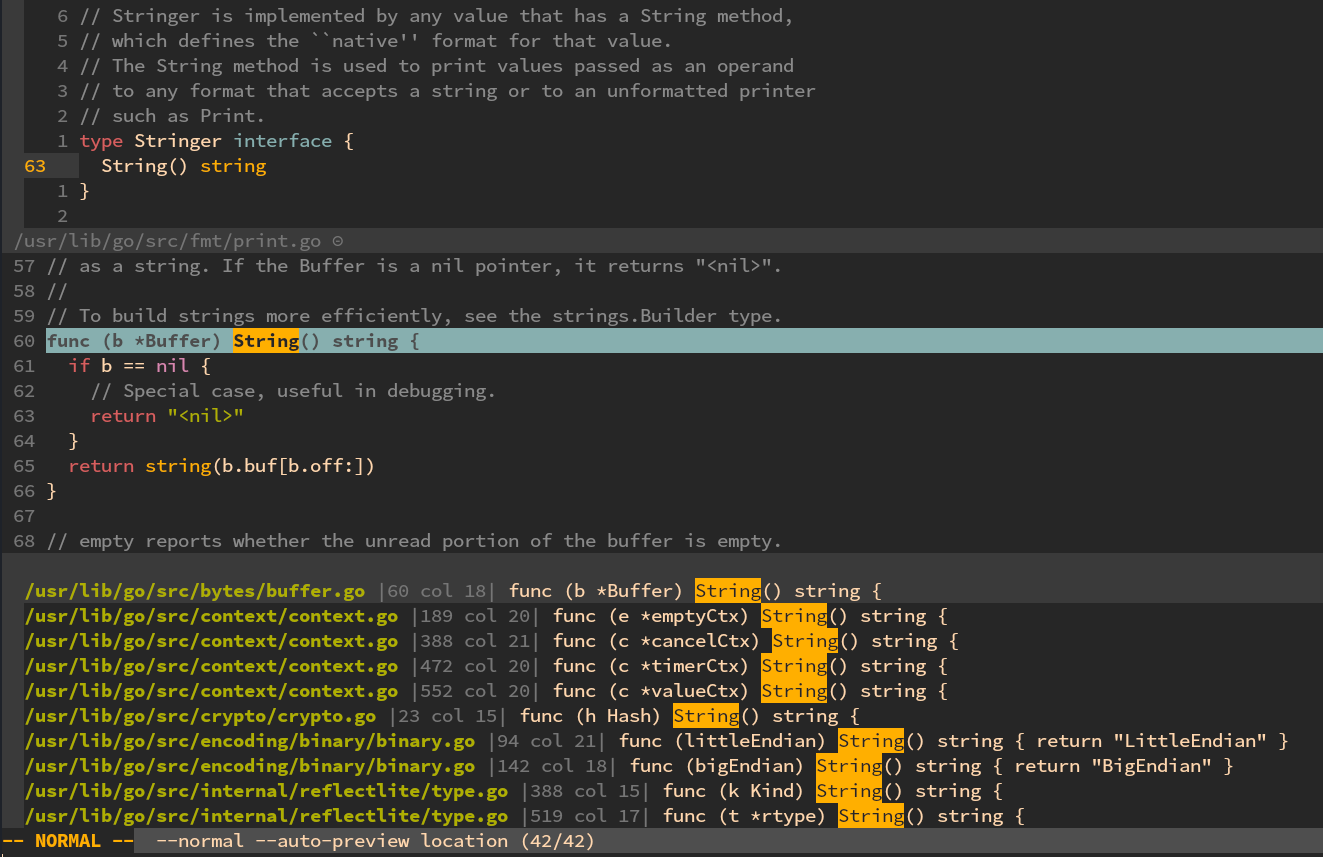 6 // Stringer is implemented by any value that has a String method,
5 // which defines the ``native'' format for that value.
4 // The String method is used to print values passed as an operand
3 // to any format that accepts a string or to an unformatted printer
2 // such as Print.
1 type Stringer interface {
63 String() string
1 }
2
/usr/lib/go/src/fmt/print.go ⊙
57 // as a string. If the Buffer is a nil pointer, it returns "<nil>".
58 //
59 // To build strings more efficiently, see the strings.Builder type.
60 func (b *Buffer) String() string {
61 if b == nil {
62 // Special case, useful in debugging.
63 return "<nil>"
64 }
65 return string(b.buf[b.off:])
66 }
67
68 // empty reports whether the unread portion of the buffer is empty.
/usr/lib/go/src/bytes/buffer.go |60 col 18| func (b *Buffer) String() string {
/usr/lib/go/src/context/context.go |189 col 20| func (e *emptyCtx) String() string {
/usr/lib/go/src/context/context.go |388 col 21| func (c *cancelCtx) String() string {
/usr/lib/go/src/context/context.go |472 col 20| func (c *timerCtx) String() string {
/usr/lib/go/src/context/context.go |552 col 20| func (c *valueCtx) String() string {
/usr/lib/go/src/crypto/crypto.go |23 col 15| func (h Hash) String() string {
/usr/lib/go/src/encoding/binary/binary.go |94 col 21| func (littleEndian) String() string { return "LittleEndian" }
/usr/lib/go/src/encoding/binary/binary.go |142 col 18| func (bigEndian) String() string { return "BigEndian" }
/usr/lib/go/src/internal/reflectlite/type.go |388 col 15| func (k Kind) String() string {
/usr/lib/go/src/internal/reflectlite/type.go |519 col 17| func (t *rtype) String() string {
-- NORMAL -- --normal --auto-preview location (42/42)